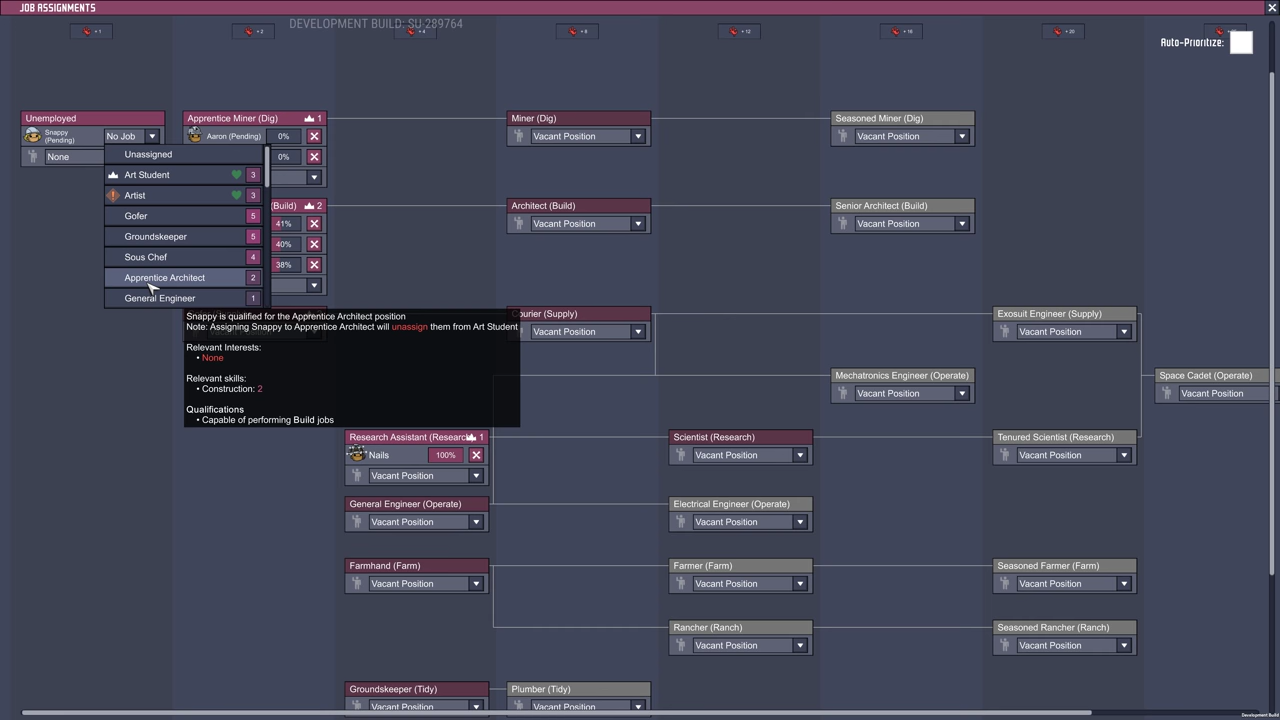 JOB ASSIGNMENTS
DEVELOPMENT BUILD: SU-289764
+ 1
+ 2
+ 4
+ 8
+ 12
+ 16
+ 20
Auto-Prioritize:
Unemployed
Snappy
(Pending)
No Job
None
Unassigned
Art Student 3
Artist 3
Gofer 5
Groundskeeper 5
Sous Chef 4
Apprentice Architect 2
General Engineer 1
Apprentice Miner (Dig) 1
Aaron (Pending) 0%
0%
(Build) 2
41%
40%
38%
Miner (Dig)
Vacant Position
Seasoned Miner (Dig)
Vacant Position
Architect (Build)
Vacant Position
Senior Architect (Build)
Vacant Position
Snappy is qualified for the Apprentice Architect position
Note: Assigning Snappy to Apprentice Architect will unassign them from Art Student
Relevant Interests:
• None
Relevant skills:
• Construction: 2
Qualifications
• Capable of performing Build jobs
Courier (Supply)
Vacant Position
Exosuit Engineer (Supply)
Vacant Position
Mechatronics Engineer (Operate)
Vacant Position
Space Cadet (Operate)
Vacant Position
Research Assistant (Research 1
Nails 100%
Vacant Position
Scientist (Research)
Vacant Position
Tenured Scientist (Research)
Vacant Position
General Engineer (Operate)
Vacant Position
Electrical Engineer (Operate)
Vacant Position
Farmhand (Farm)
Vacant Position
Farmer (Farm)
Vacant Position
Seasoned Farmer (Farm)
Vacant Position
Rancher (Ranch)
Vacant Position
Seasoned Rancher (Ranch)
Vacant Position
Groundskeeper (Tidy)
Vacant Position
Plumber (Tidy)
Vacant Position
Development Build